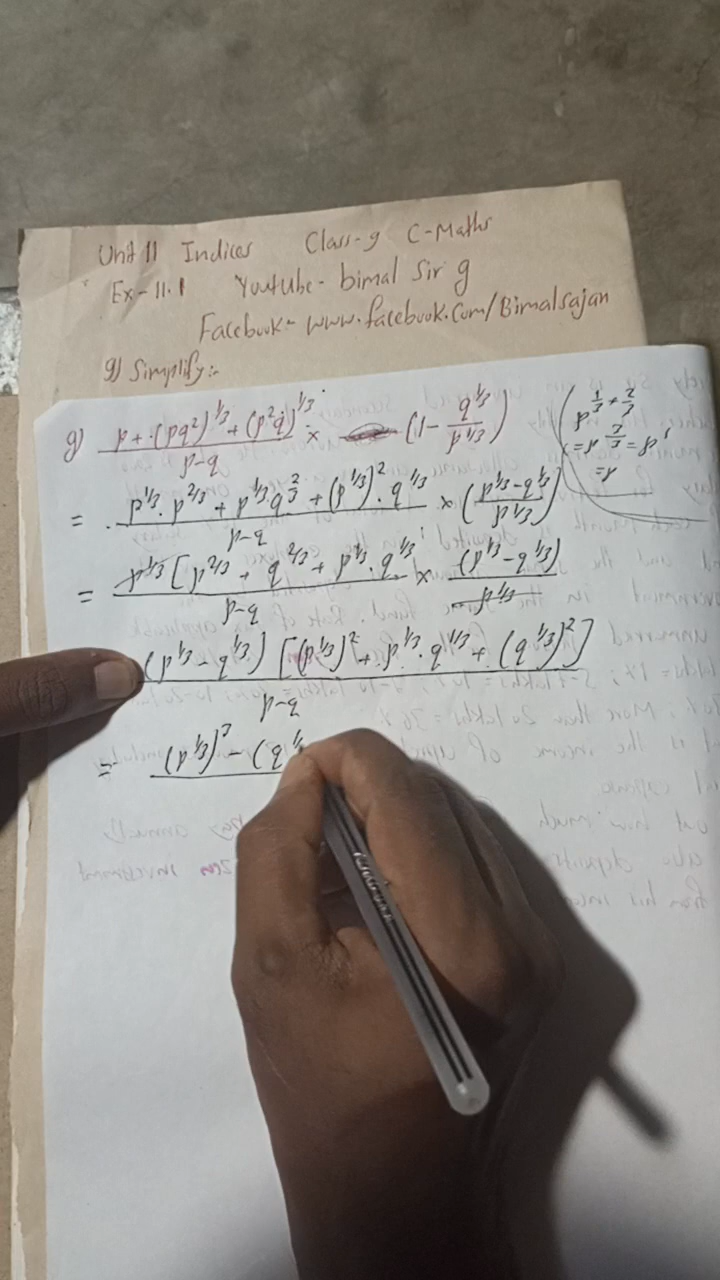 Unit 11 Indices Class-9 C-Maths
Ex-11.1 Youtube- bimal Sir g
Facebook- www.facebook.com/Bimalsajan
g) Simplify:-
g) p + (pq²)^1/3 + (p²q)^1/3 / p-q × (1 - q^1/3 / p^1/3)
(p^1/3 + 2/3
= p^3/3 = p^1
= p
= p^1/3 . p^2/3 + p^1/3 q^2/3 + (p^1/3)² . q^1/3 / p-q × (p^1/3 - q^1/3 / p^1/3)
= p^1/3 [p^2/3 + q^2/3 + p^1/3 . q^1/3 / p-q × (p^1/3 - q^1/3) / p^1/3
(p^1/3 - q^1/3) [(p^1/3)² + p^1/3 . q^1/3 + (q^1/3)²] / p-q
= (p^1/3)² - (q^1/